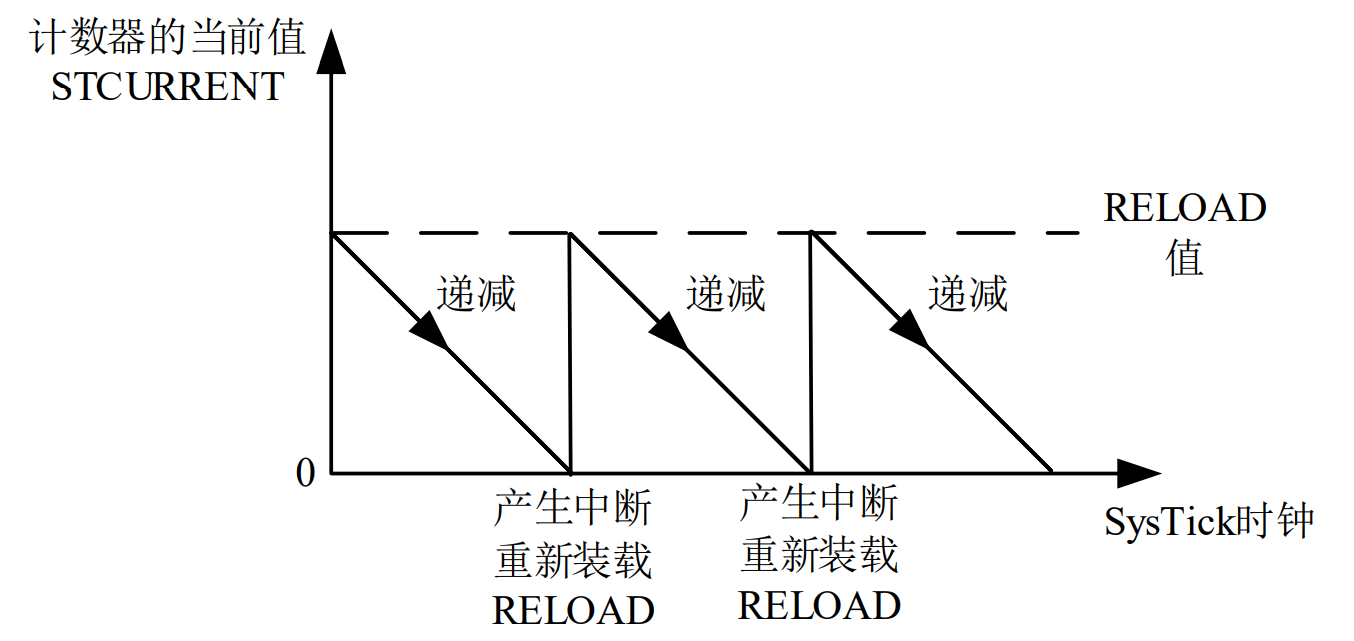 计数器的当前值
STCURRENT
RELOAD
值
递减
递减
递减
0
产生中断
重新装载
RELOAD
产生中断
重新装载
RELOAD
SysTick时钟